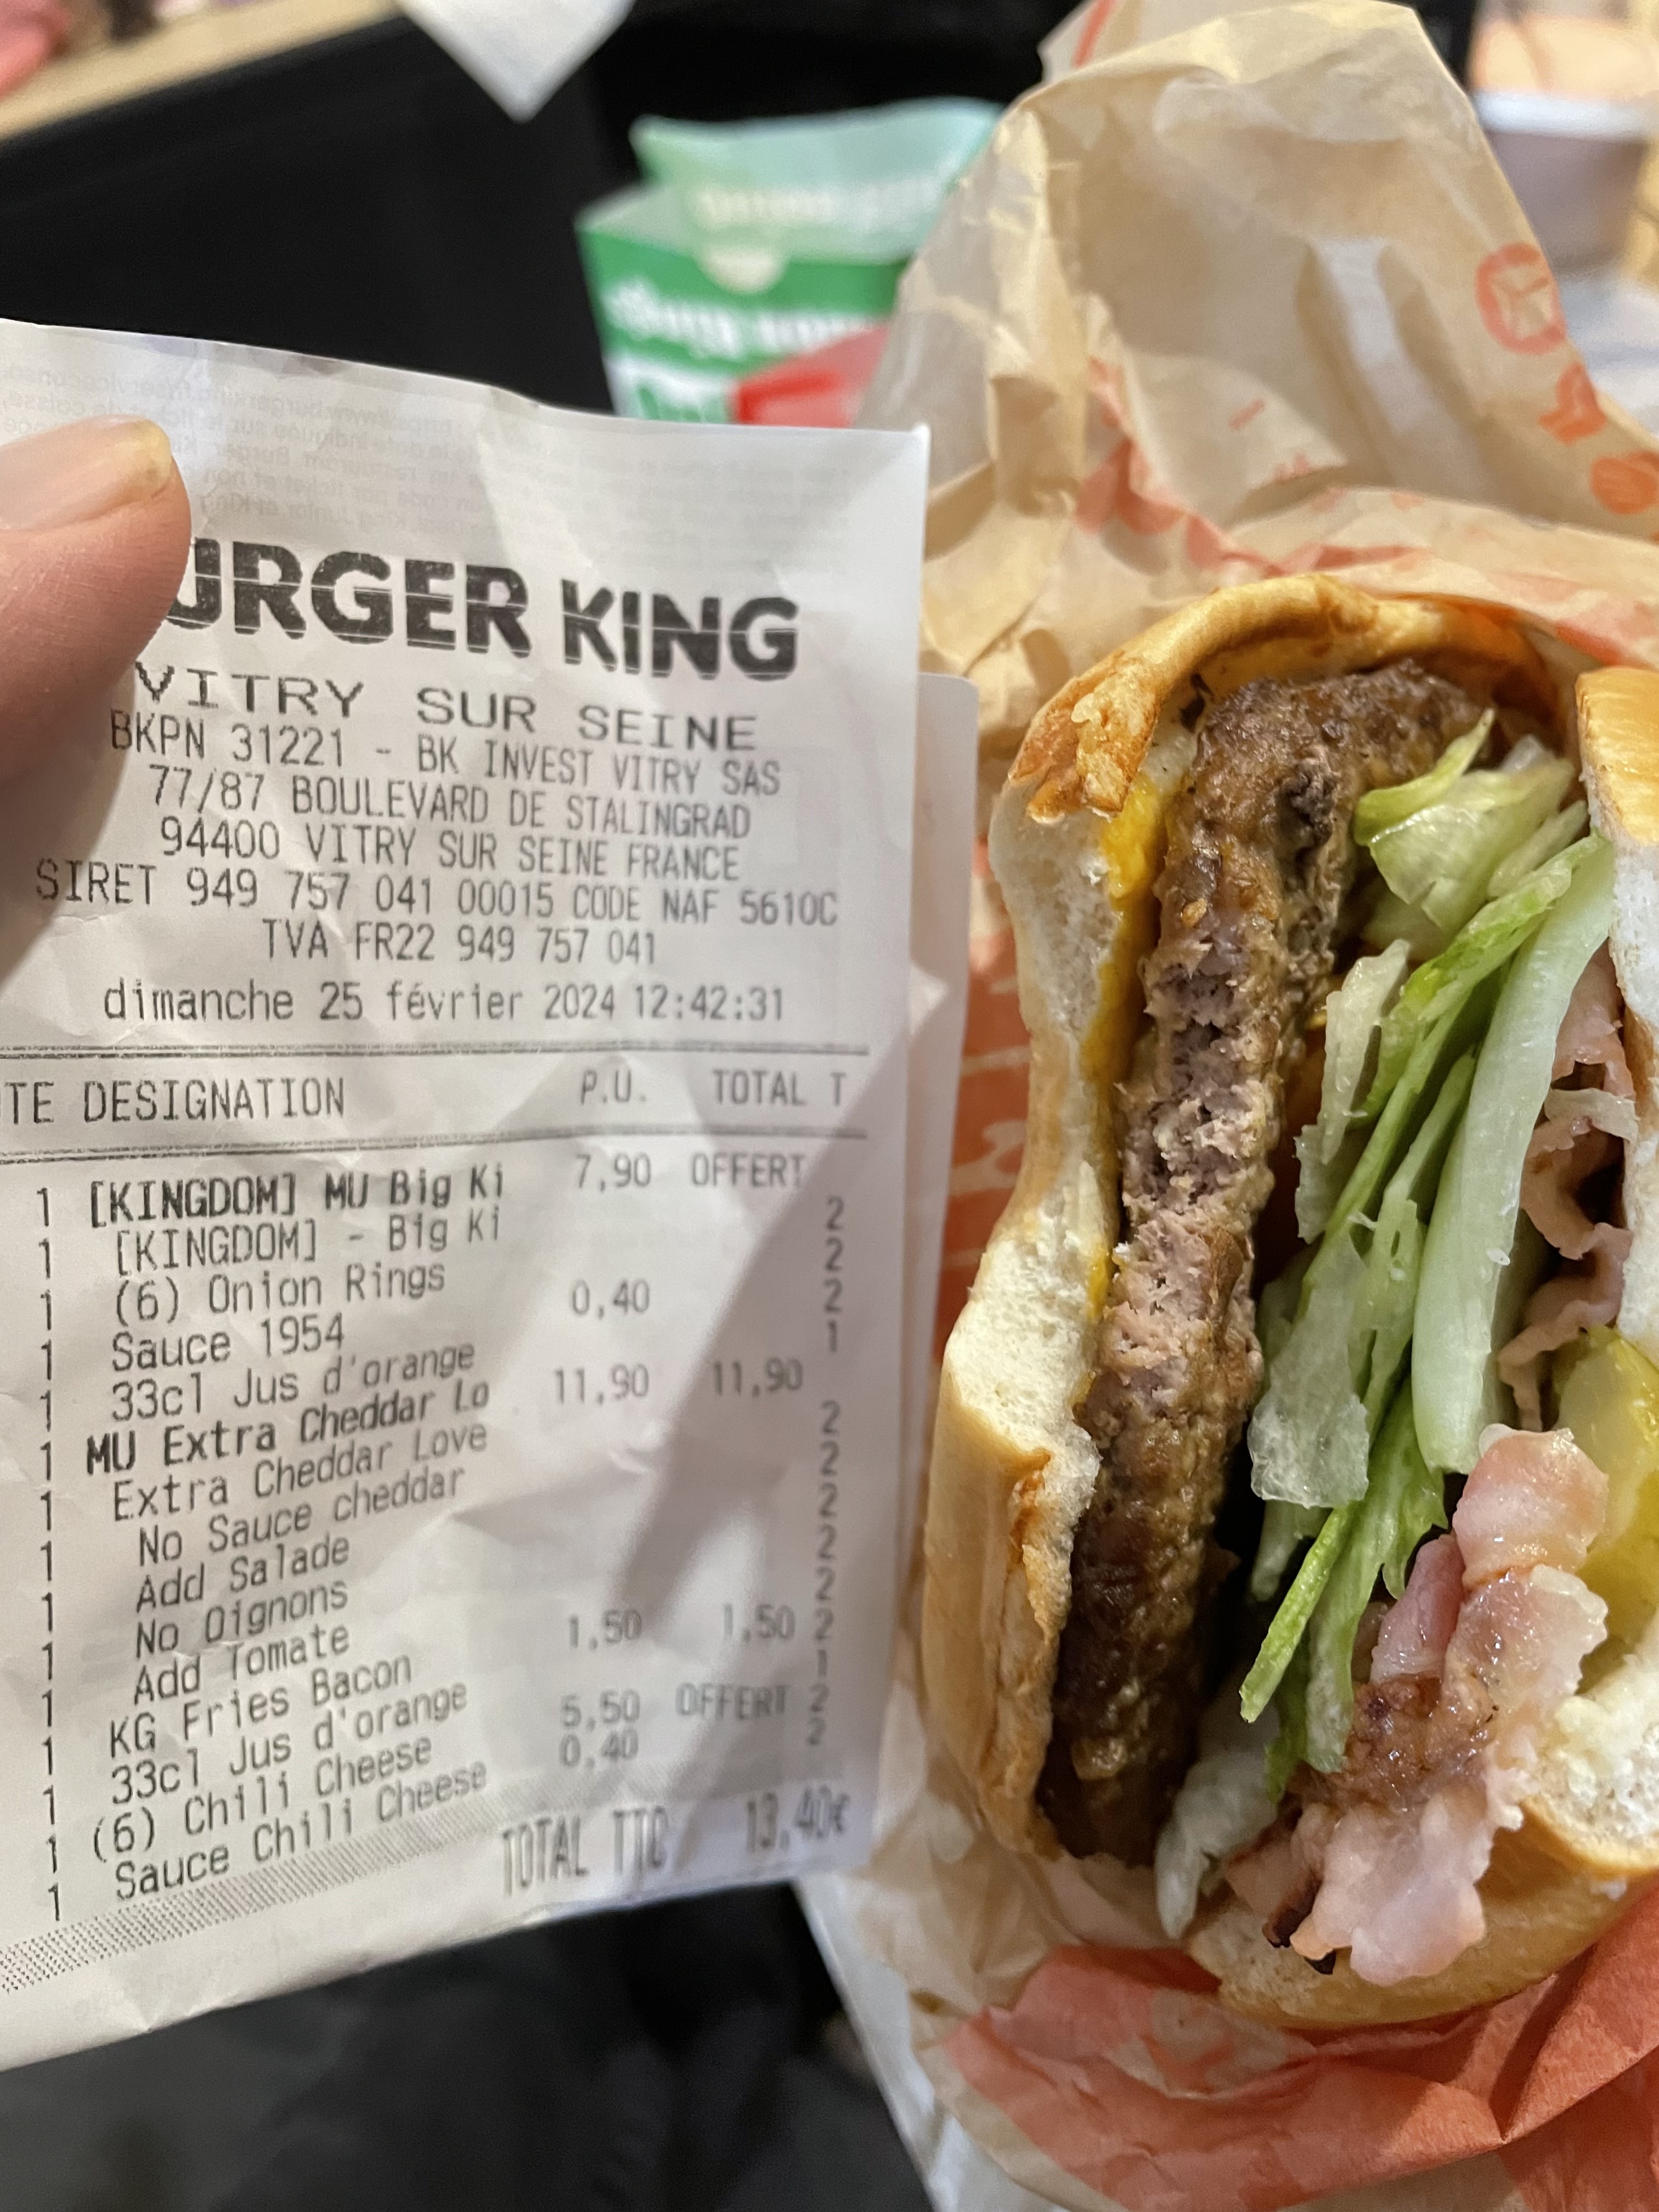 URGER KING
VITRY SUR SEINE
BKPN 31221 - BK INVEST VITRY SAS
77/87 BOULEVARD DE STALINGRAD
94400 VITRY SUR SEINE FRANCE
SIRET 949 757 041 00015 CODE NAF 5610C
TVA FR22 949 757 041
dimanche 25 février 2024 12:42:31
TE DESIGNATION P.U. TOTAL T
1 [KINGDOM] MU Big Ki 7,90 OFFERT
1 [KINGDOM] - Big Ki 2
1 (6) Onion Rings 2
1 Sauce 1954 0,40 2
1 33cl Jus d'orange 1
1 MU Extra Cheddar Lo 11,90 11,90
1 Extra Cheddar Love 2
1 No Sauce cheddar 2
1 Add Salade 2
1 No Oignons 2
1 Add Tomate 2
1 KG Fries Bacon 1,50 1,50 2
1 33cl Jus d'orange 1
1 (6) Chili Cheese 5,50 OFFERT 2
1 Sauce Chili Cheese 0,40 2
TOTAL TTC 13,40€